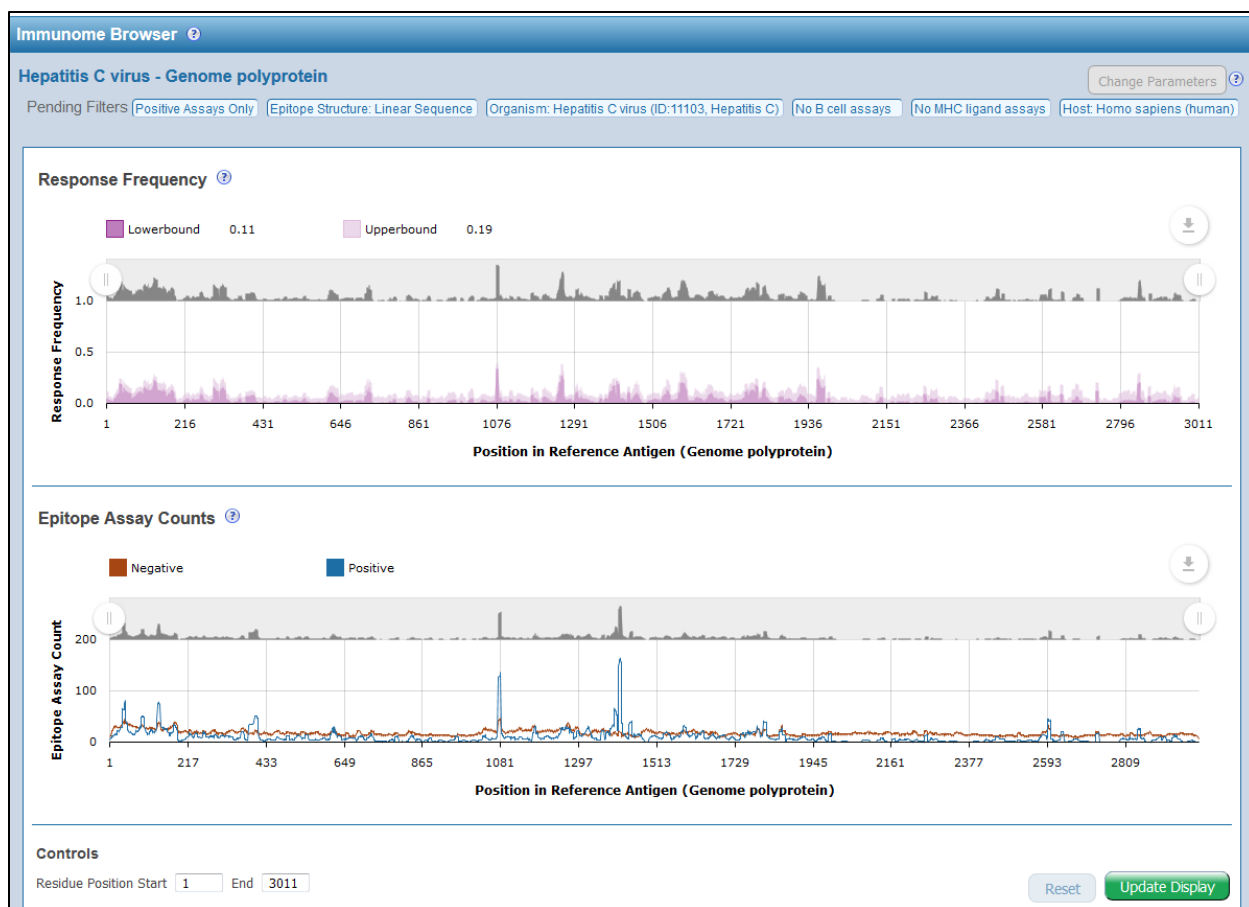 Immunome Browser ?
Hepatitis C virus - Genome polyprotein
Change Parameters ?
Pending Filters Positive Assays Only Epitope Structure: Linear Sequence Organism: Hepatitis C virus (ID:11103, Hepatitis C) No B cell assays No MHC ligand assays Host: Homo sapiens (human)
Response Frequency ?
Lowerbound 0.11 Upperbound 0.19
Response Frequency
1.0
0.5
0.0
1 216 431 646 861 1076 1291 1506 1721 1936 2151 2366 2581 2796 3011
Position in Reference Antigen (Genome polyprotein)
Epitope Assay Counts ?
Negative Positive
Epitope Assay Count
200
100
0
1 217 433 649 865 1081 1297 1513 1729 1945 2161 2377 2593 2809
Position in Reference Antigen (Genome polyprotein)
Controls
Residue Position Start 1 End 3011
Reset Update Display